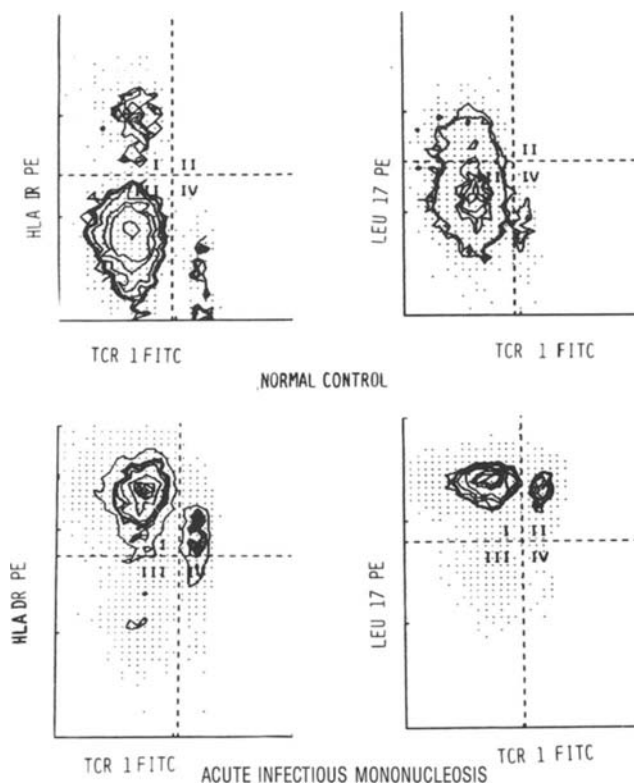 HLA DR PE
I II
III IV
TCR 1 FITC
LEU 17 PE
II
IV
TCR 1 FITC
NORMAL CONTROL
HLA DR PE
I
III IV
TCR 1 FITC
LEU 17 PE
I II
III IV
TCR 1 FITC
ACUTE INFECTIOUS MONONUCLEOSIS